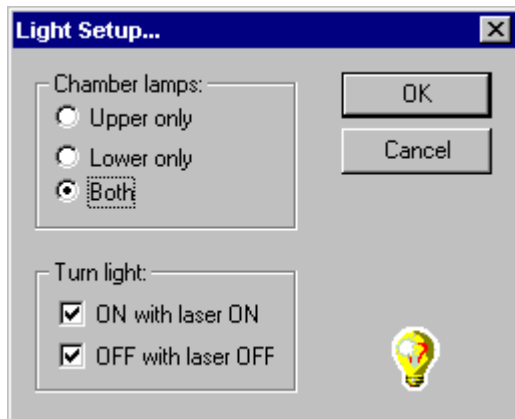 Light Setup...
Chamber lamps:
Upper only
Lower only
Both
OK
Cancel
Turn light:
ON with laser ON
OFF with laser OFF